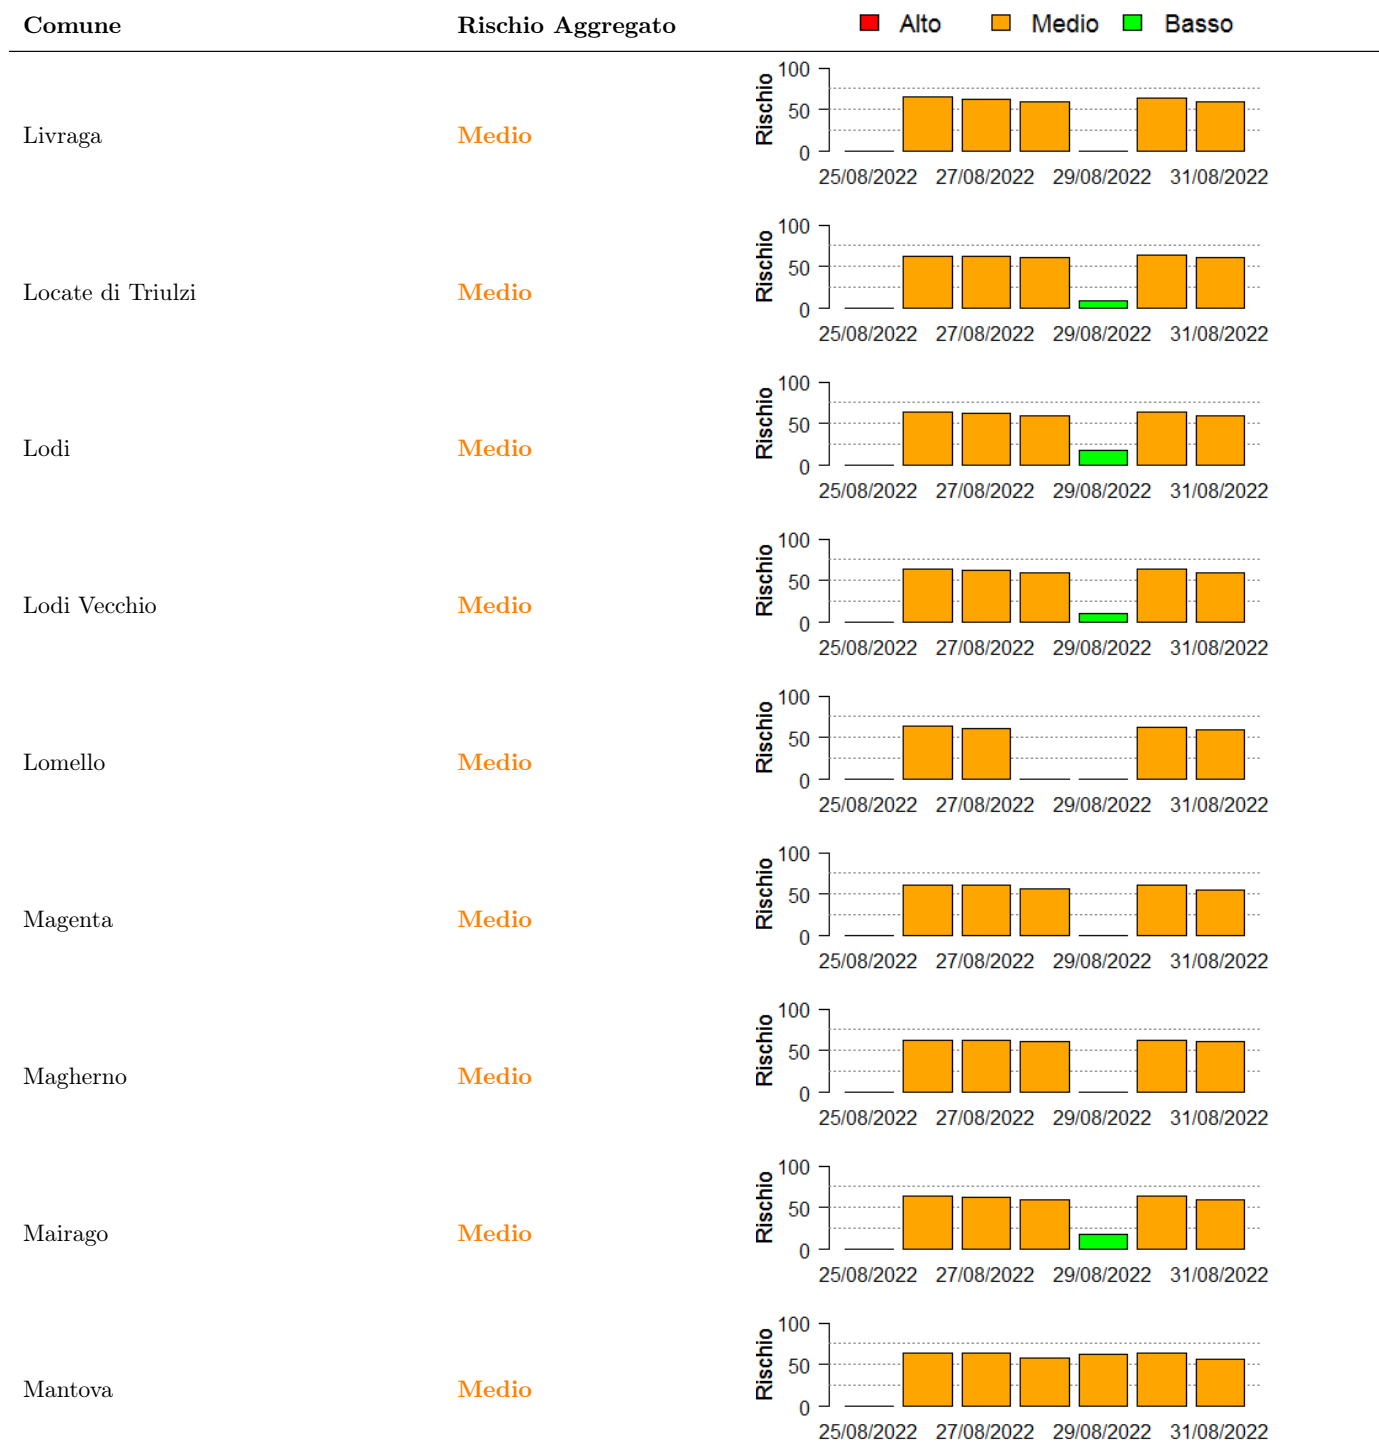 Comune Rischio Aggregato Alto Medio Basso
100
50
0
Rischio
Livraga Medio
25/08/2022 27/08/2022 29/08/2022 31/08/2022
100
50
0
Rischio
Locate di Triulzi Medio
25/08/2022 27/08/2022 29/08/2022 31/08/2022
100
50
0
Rischio
Lodi Medio
25/08/2022 27/08/2022 29/08/2022 31/08/2022
100
50
0
Rischio
Lodi Vecchio Medio
25/08/2022 27/08/2022 29/08/2022 31/08/2022
100
50
0
Rischio
Lomello Medio
25/08/2022 27/08/2022 29/08/2022 31/08/2022
100
50
0
Rischio
Magenta Medio
25/08/2022 27/08/2022 29/08/2022 31/08/2022
100
50
0
Rischio
Magherno Medio
25/08/2022 27/08/2022 29/08/2022 31/08/2022
100
50
0
Rischio
Mairago Medio
25/08/2022 27/08/2022 29/08/2022 31/08/2022
100
50
0
Rischio
Mantova Medio
25/08/2022 27/08/2022 29/08/2022 31/08/2022